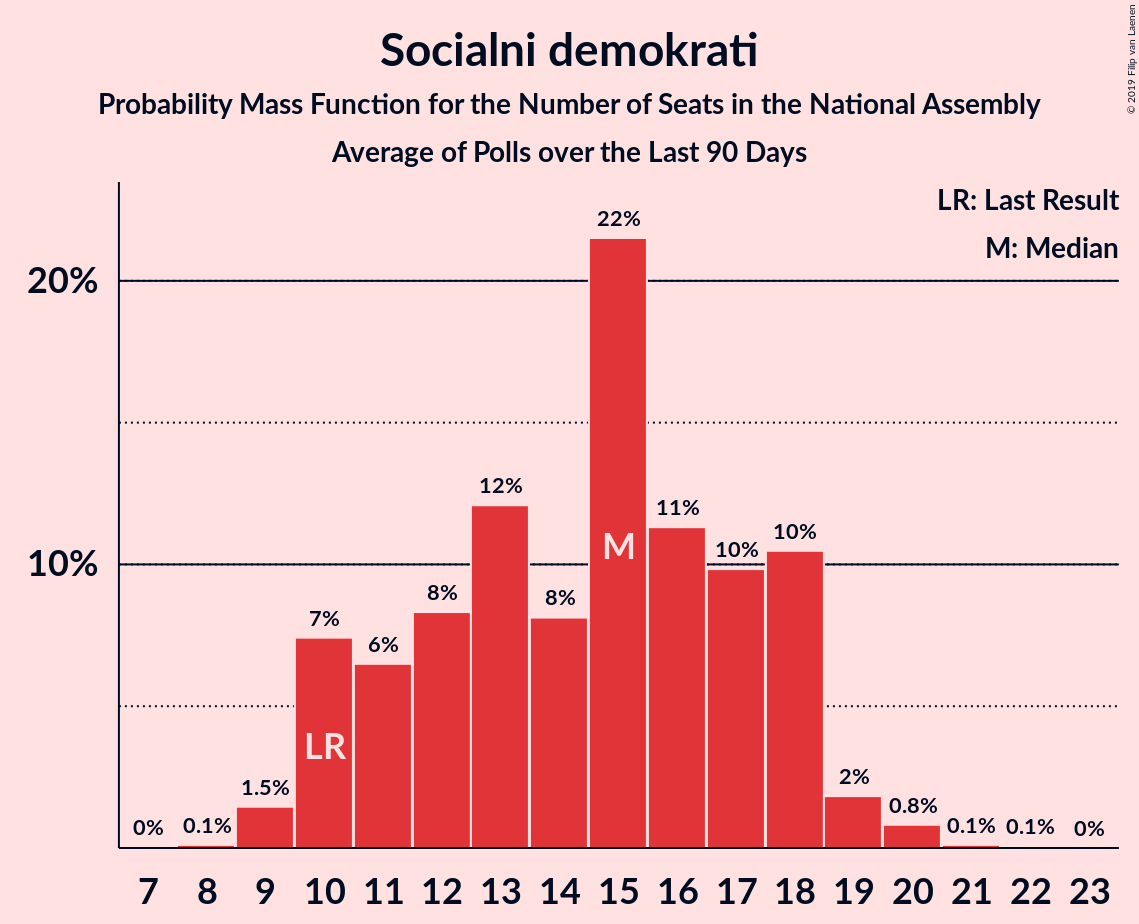 Socialni demokrati
Probability Mass Function for the Number of Seats in the National Assembly
Average of Polls over the Last 90 Days
© 2019 Filip van Laenen
LR: Last Result
M: Median
20%
10%
0%
0.1%
1.5%
7%
6%
8%
12%
8%
22%
11%
10%
10%
2%
0.8%
0.1%
0.1%
0%
LR
M
7 8 9 10 11 12 13 14 15 16 17 18 19 20 21 22 23